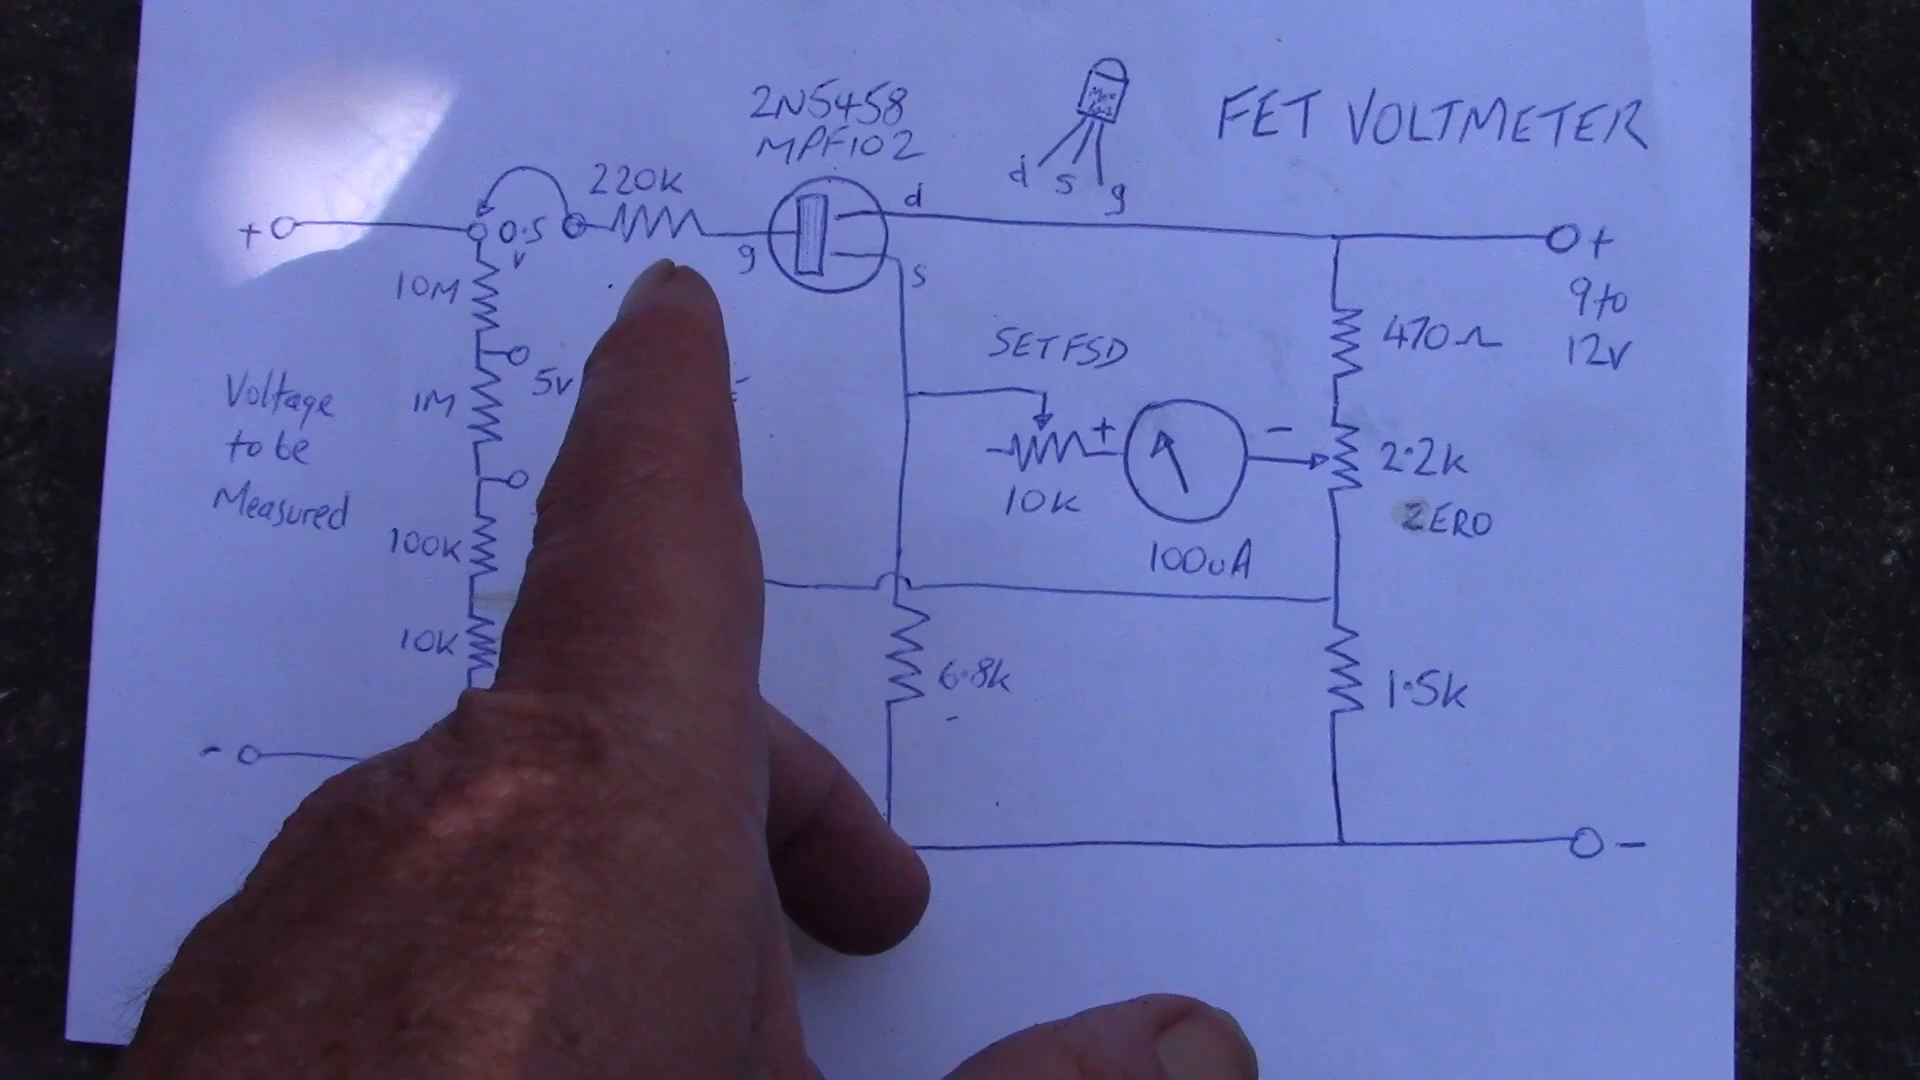 2N5458
MPF102
FET VOLTMETER
d s g
220k
d
+
0.5
v
g
s
+
9 to
12v
10M
SET FSD
470Ω
Voltage
to be
Measured
1M
5v
+
-
10k
2.2k
ZERO
100k
100uA
10k
6.8k
1.5k
-
-